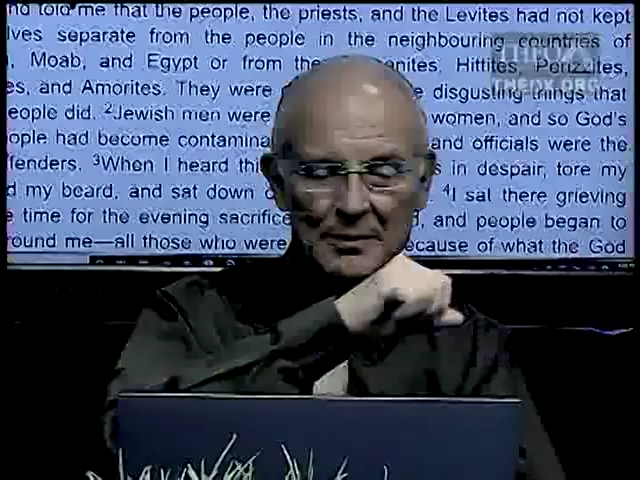 told me that the people, the priests, and the Levites had not kept
lves separate from the people in the neighbouring countries of
, Moab, and Egypt or from the anites, Hittites, Perizzites,
es, and Amorites. They were e disgusting things that
eople did. ²Jewish men were women, and so God's
ople had become contamina and officials were the
fenders. ³When I heard thi s in despair, tore my
d my beard, and sat down ⁴I sat there grieving
e time for the evening sacrifice d, and people began to
round me—all those who were ecause of what the God
THEDX.ORG